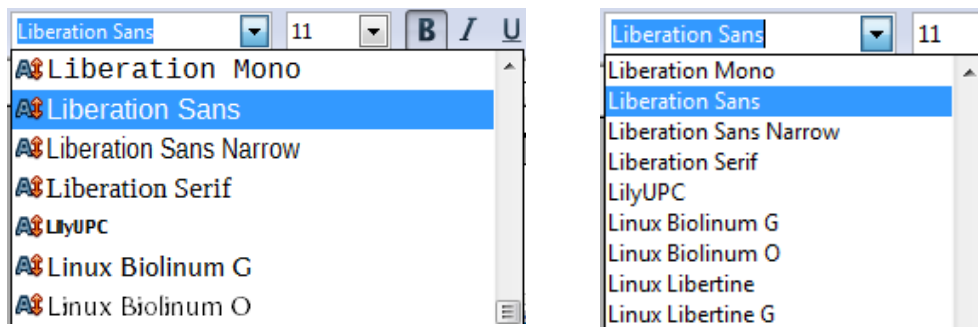 Liberation Sans 11 B I U
Liberation Mono
Liberation Sans
Liberation Sans Narrow
Liberation Serif
LilyUPC
Linux Biolinum G
Linux Biolinum O
Liberation Sans 11
Liberation Mono
Liberation Sans
Liberation Sans Narrow
Liberation Serif
LilyUPC
Linux Biolinum G
Linux Biolinum O
Linux Libertine
Linux Libertine G